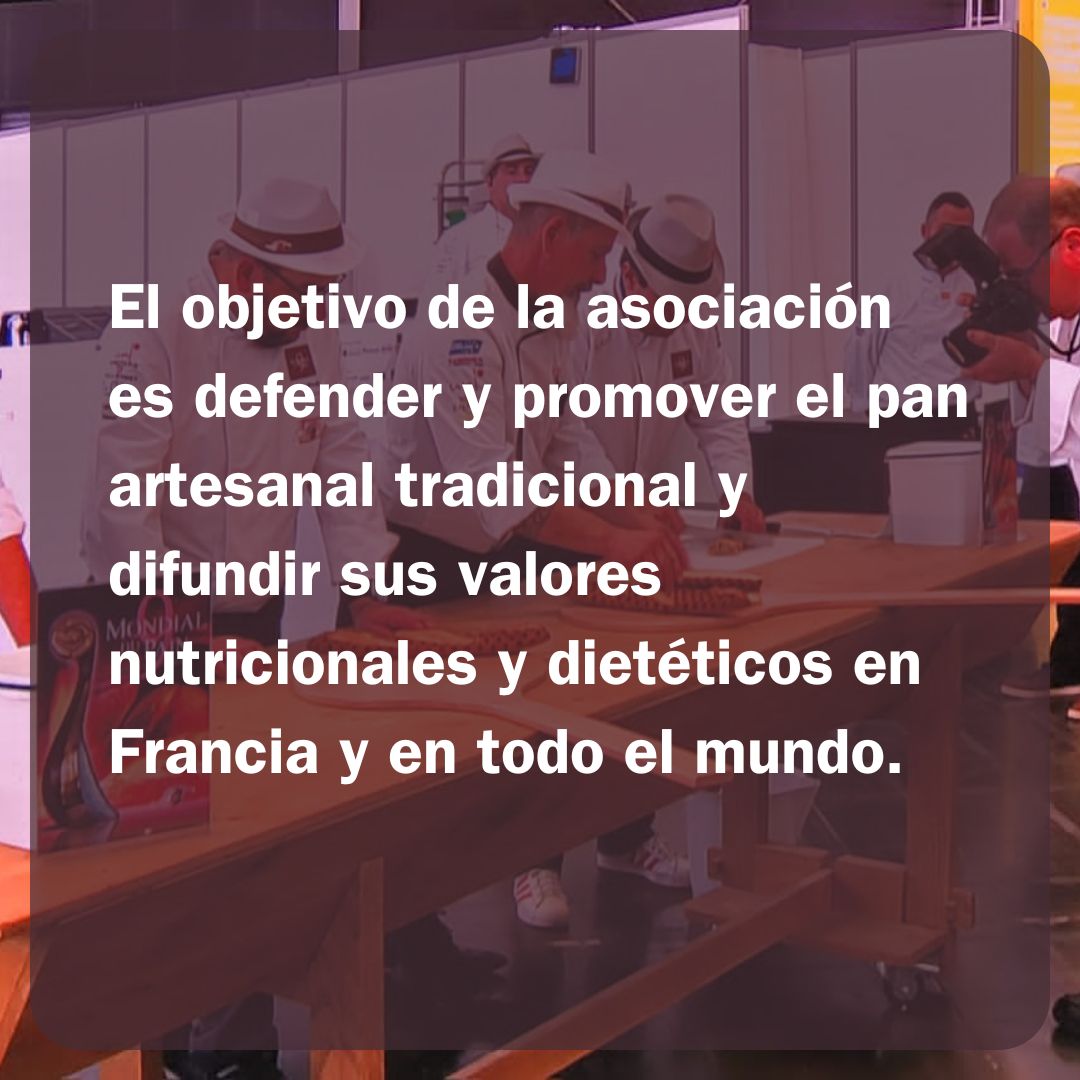 El objetivo de la asociación
es defender y promover el pan
artesanal tradicional y
difundir sus valores
nutricionales y dietéticos en
Francia y en todo el mundo.
MONDIAL